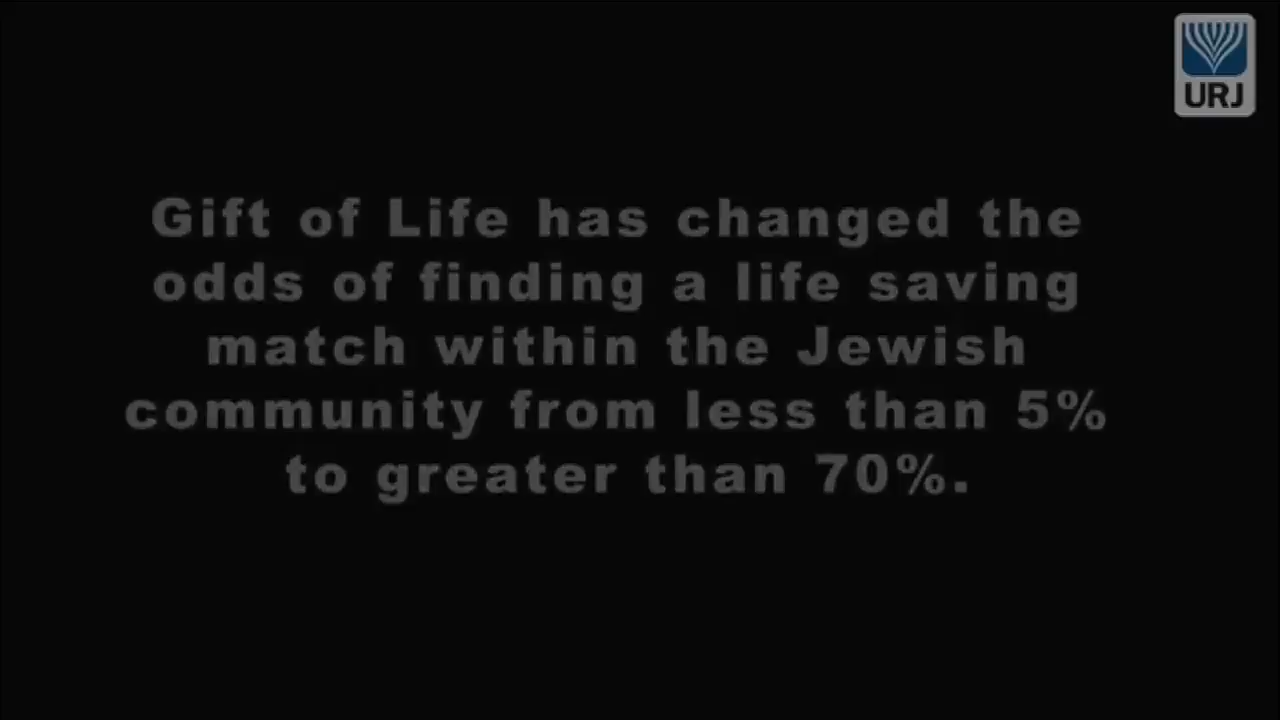 URJ
Gift of Life has changed the
odds of finding a life saving
match within the Jewish
community from less than 5%
to greater than 70%.